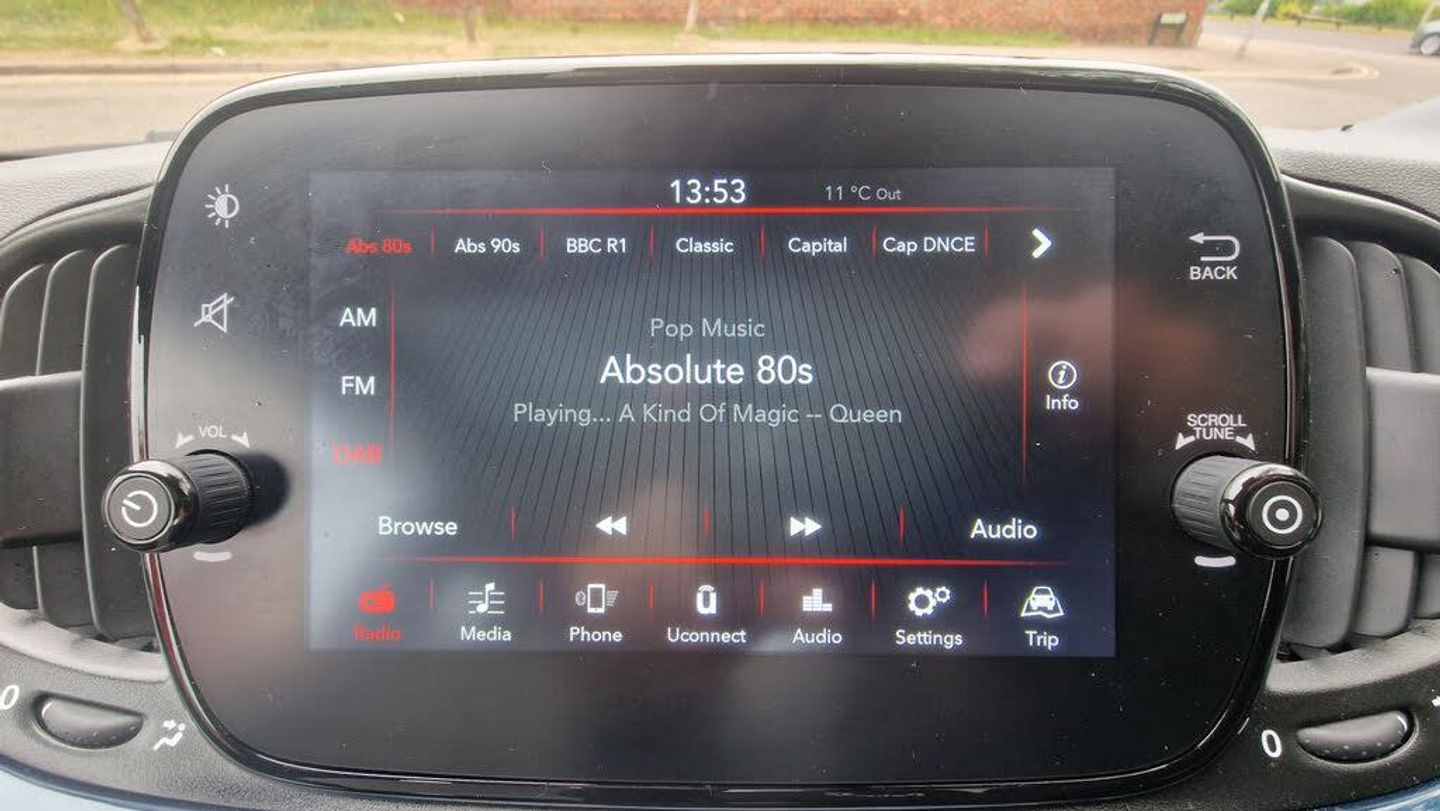 13:53 11 °C Out
Abs 80s Abs 90s BBC R1 Classic Capital Cap DNCE
BACK
AM
Pop Music
Absolute 80s
FM
Info
Playing... A Kind Of Magic -- Queen
VOL
SCROLL
TUNE
DAB
Browse Audio
Radio Media Phone Uconnect Audio Settings Trip
0 0